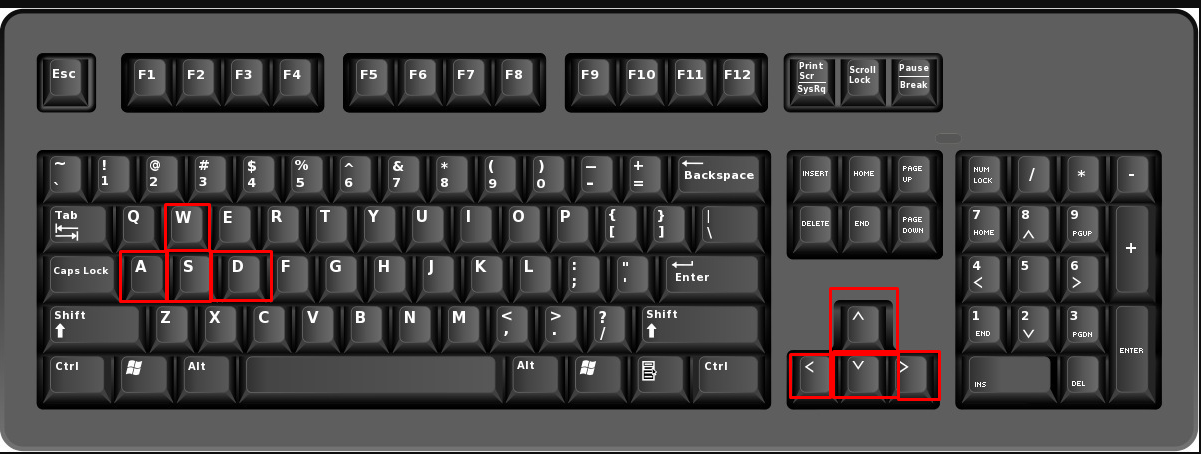 Esc F1 F2 F3 F4 F5 F6 F7 F8 F9 F10 F11 F12 Print Scr SysRq Scroll Lock Pause Break
~ ` ! 1 @ 2 # 3 $ 4 % 5 ^ 6 & 7 * 8 ( 9 ) 0 — - + = Backspace INSERT HOME PAGE UP NUM LOCK / * -
Tab Q W E R T Y U I O P { [ } ] | \ DELETE END PAGE DOWN 7 HOME 8 ^ 9 PGUP +
Caps Lock A S D F G H J K L : ; " ' Enter 4 < 5 6 >
Shift Z X C V B N M < , > . ? / Shift ^ 1 END 2 v 3 PGDN ENTER
Ctrl Alt Alt Ctrl < v > INS DEL